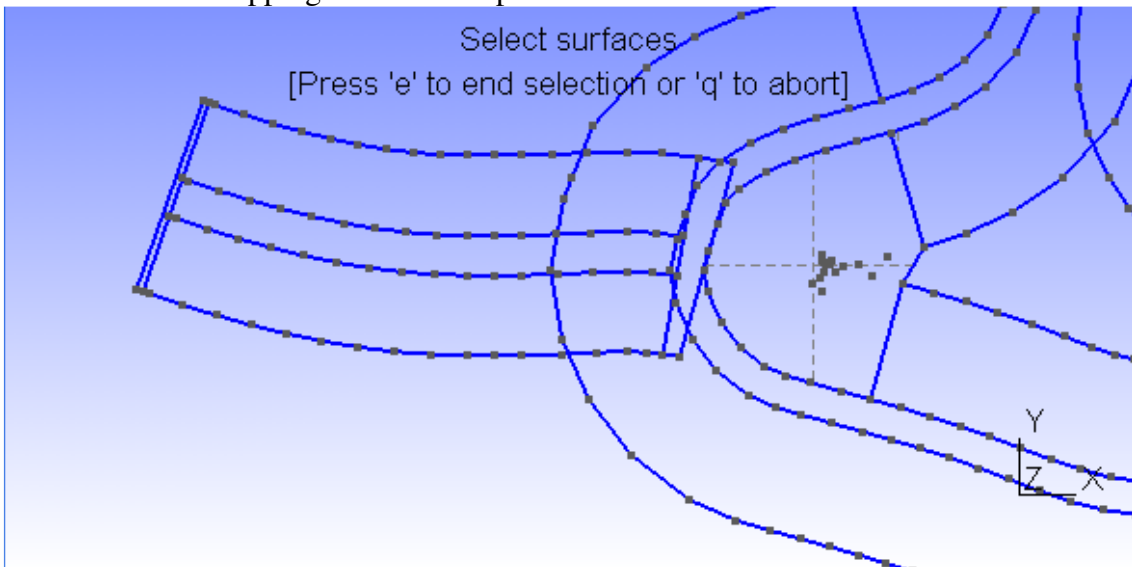 Select surfaces
[Press 'e' to end selection or 'q' to abort]
Y
Z X